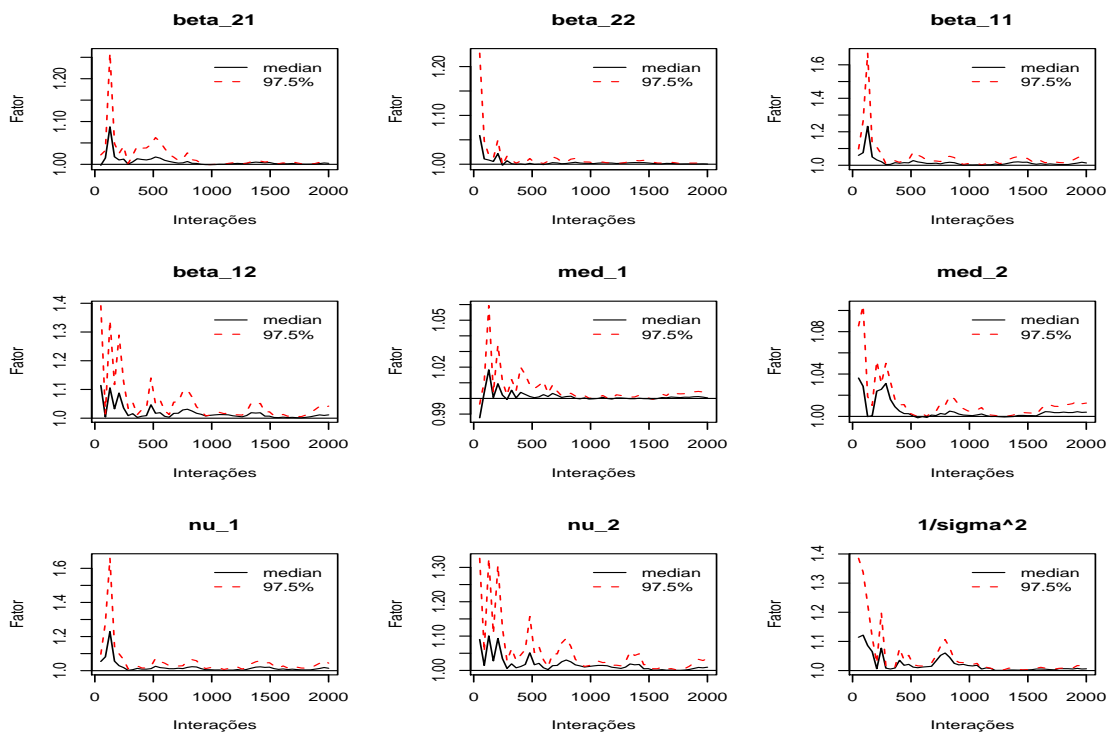 beta_21
Fator
1.00 1.10 1.20
median
97.5%
0 500 1000 1500 2000
Interações
beta_22
Fator
1.00 1.10 1.20
median
97.5%
0 500 1000 1500 2000
Interações
beta_11
Fator
1.0 1.2 1.4 1.6
median
97.5%
0 500 1000 1500 2000
Interações
beta_12
Fator
1.0 1.1 1.2 1.3 1.4
median
97.5%
0 500 1000 1500 2000
Interações
med_1
Fator
0.99 1.02 1.05
median
97.5%
0 500 1000 1500 2000
Interações
med_2
Fator
1.00 1.04 1.08
median
97.5%
0 500 1000 1500 2000
Interações
nu_1
Fator
1.0 1.2 1.4 1.6
median
97.5%
0 500 1000 1500 2000
Interações
nu_2
Fator
1.00 1.10 1.20 1.30
median
97.5%
0 500 1000 1500 2000
Interações
1/sigma^2
Fator
1.0 1.1 1.2 1.3 1.4
median
97.5%
0 500 1000 1500 2000
Interações